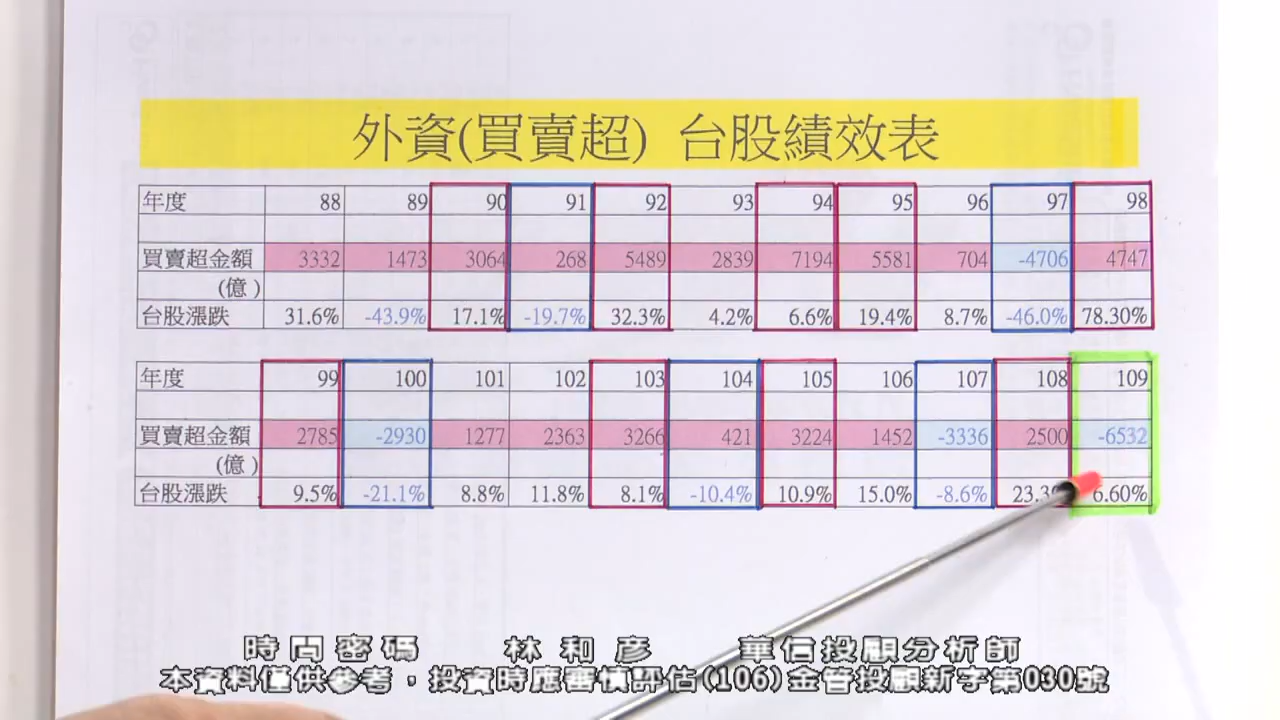 外資(買賣超) 台股績效表
年度 88 89 90 91 92 93 94 95 96 97 98
買賣超金額 3332 1473 3064 268 5489 2839 7194 5581 704 -4706 4747
(億)
台股漲跌 31.6% -43.9% 17.1% -19.7% 32.3% 4.2% 6.6% 19.4% 8.7% -46.0% 78.30%
年度 99 100 101 102 103 104 105 106 107 108 109
買賣超金額 2785 -2930 1277 2363 3266 421 3224 1452 -3336 2500 -6532
(億)
台股漲跌 9.5% -21.1% 8.8% 11.8% 8.1% -10.4% 10.9% 15.0% -8.6% 6.60%
時間密碼 林和彥 華信投顧分析師
本資料僅供參考，投資時應審慎評估(106)金管投顧新字第030號